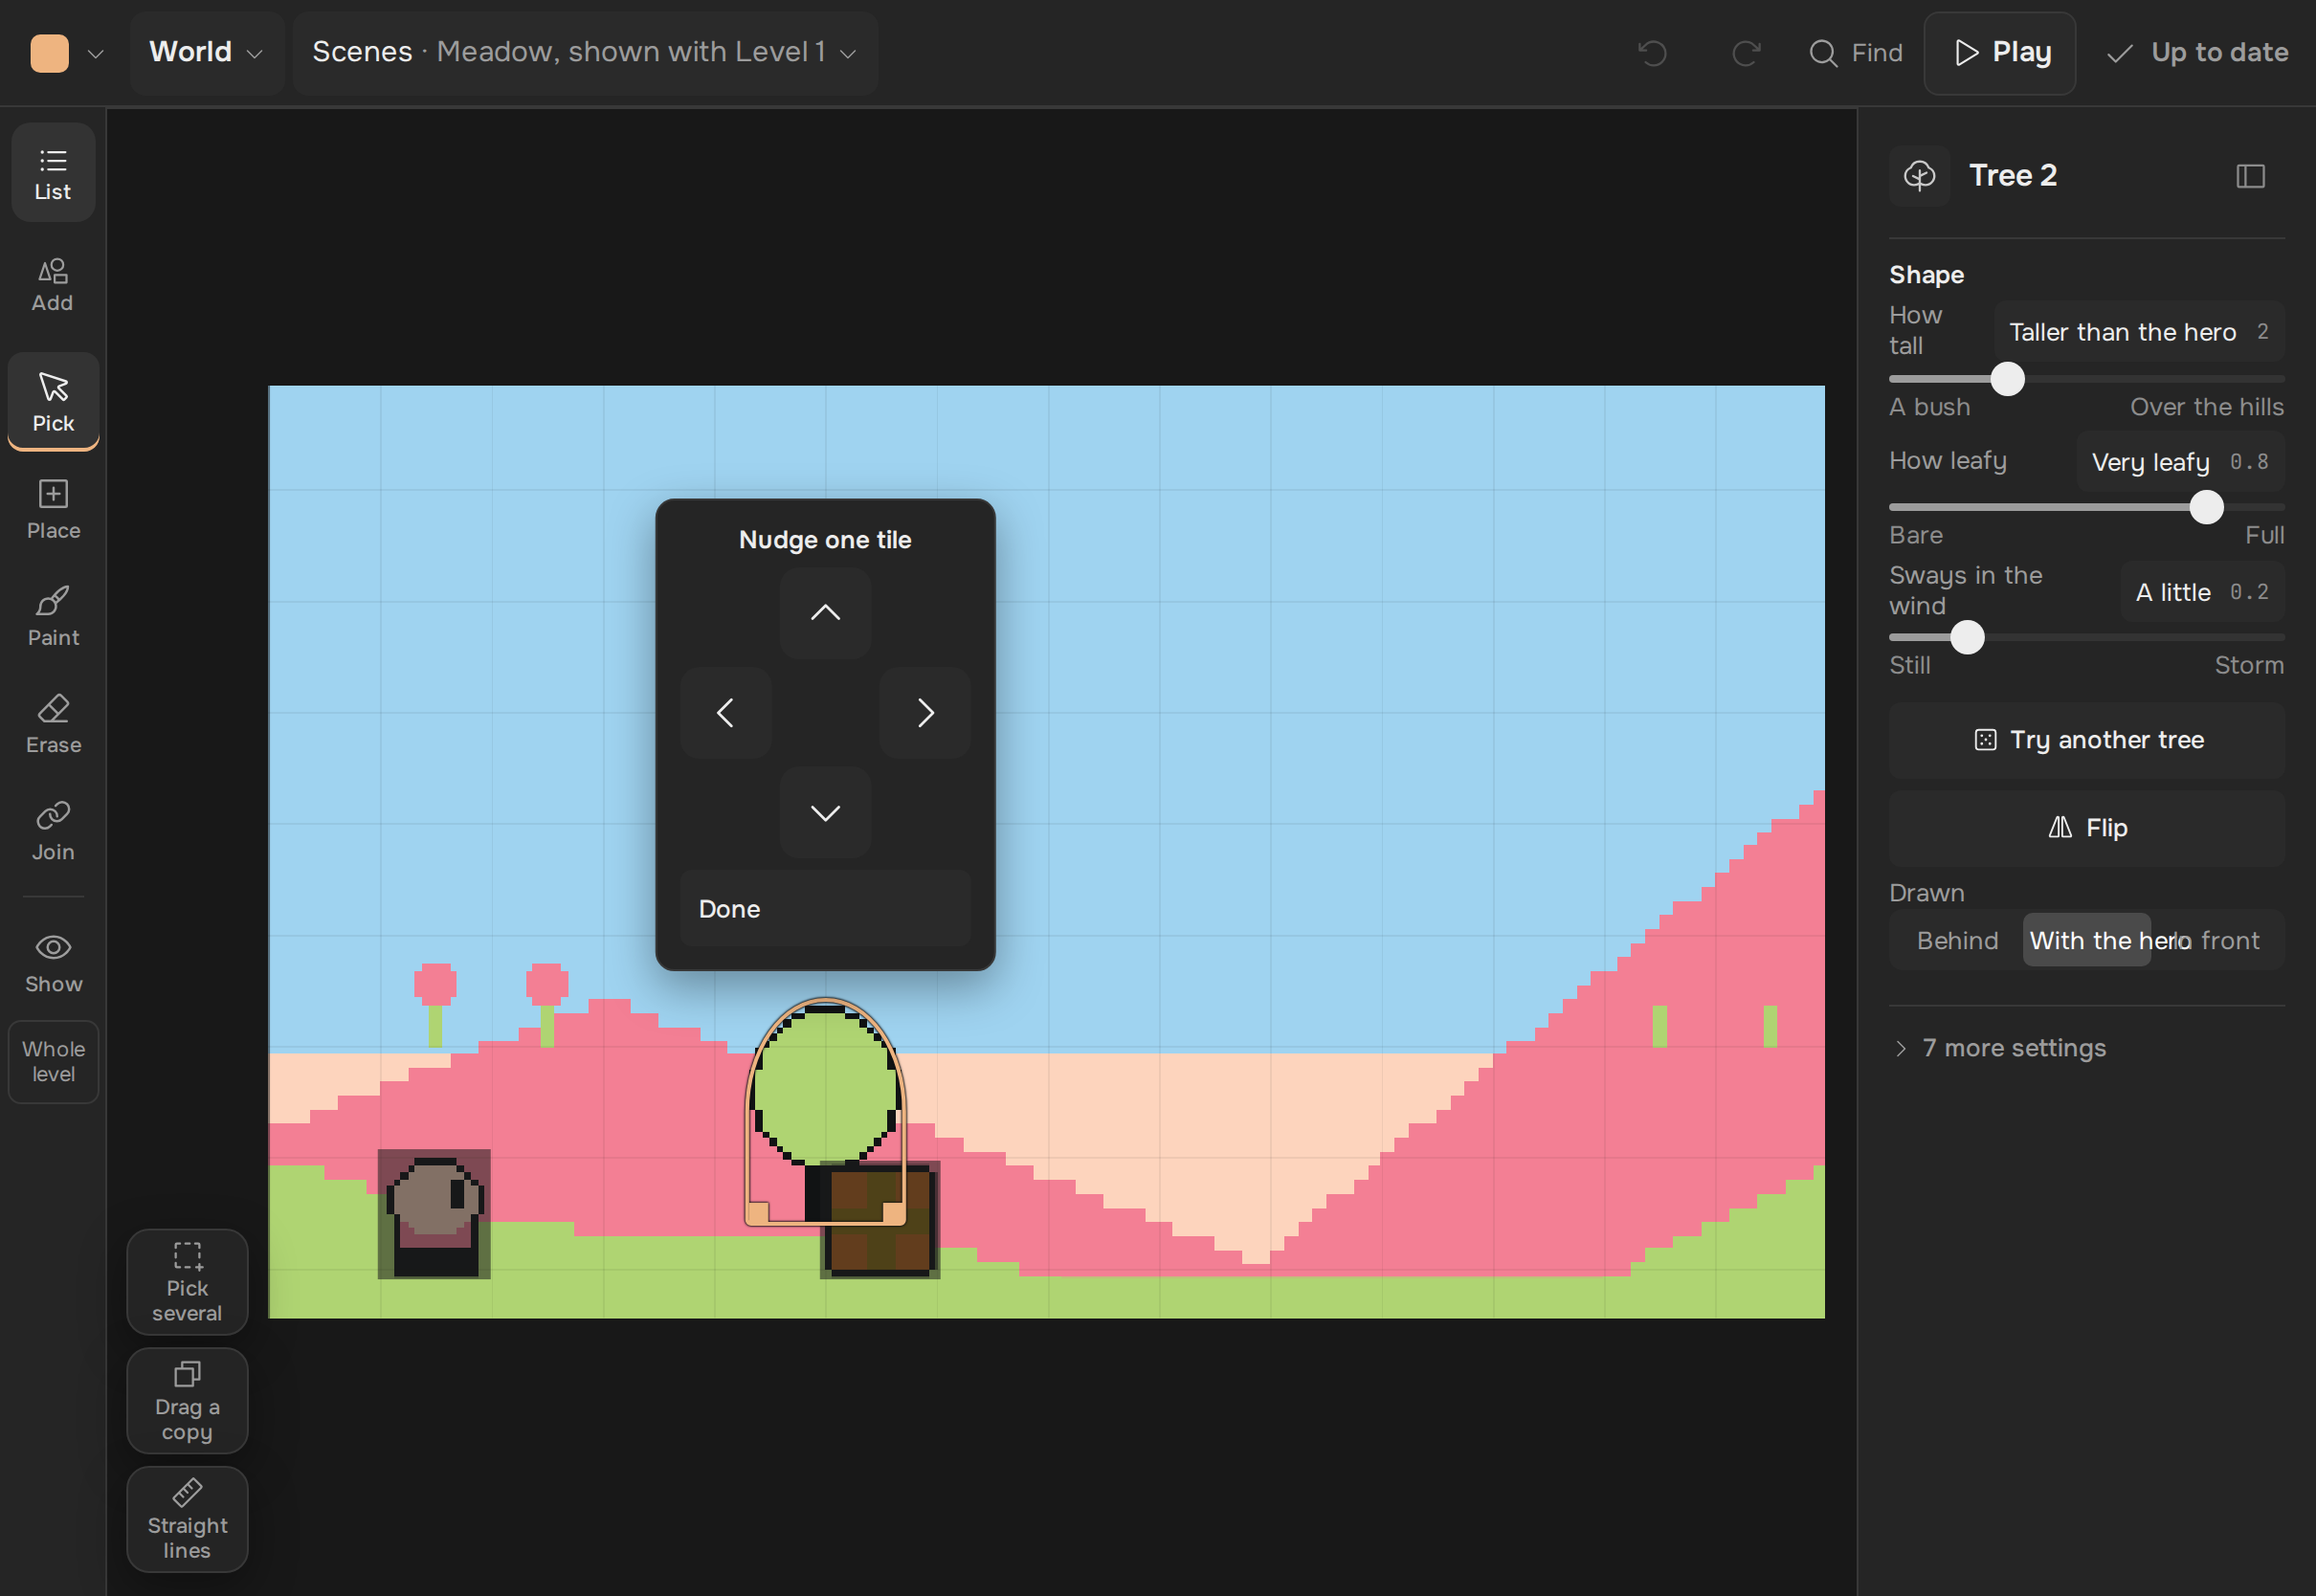 World
Scenes · Meadow, shown with Level 1
Find
Play
Up to date
List
Add
Pick
Place
Paint
Erase
Join
Show
Whole
level
Pick
several
Drag a
copy
Straight
lines
Nudge one tile
Done
Tree 2
Shape
How
tall
Taller than the hero 2
A bush
Over the hills
How leafy
Very leafy 0.8
Bare
Full
Sways in the
wind
A little 0.2
Still
Storm
Try another tree
Flip
Drawn
Behind
With the hero
In front
7 more settings